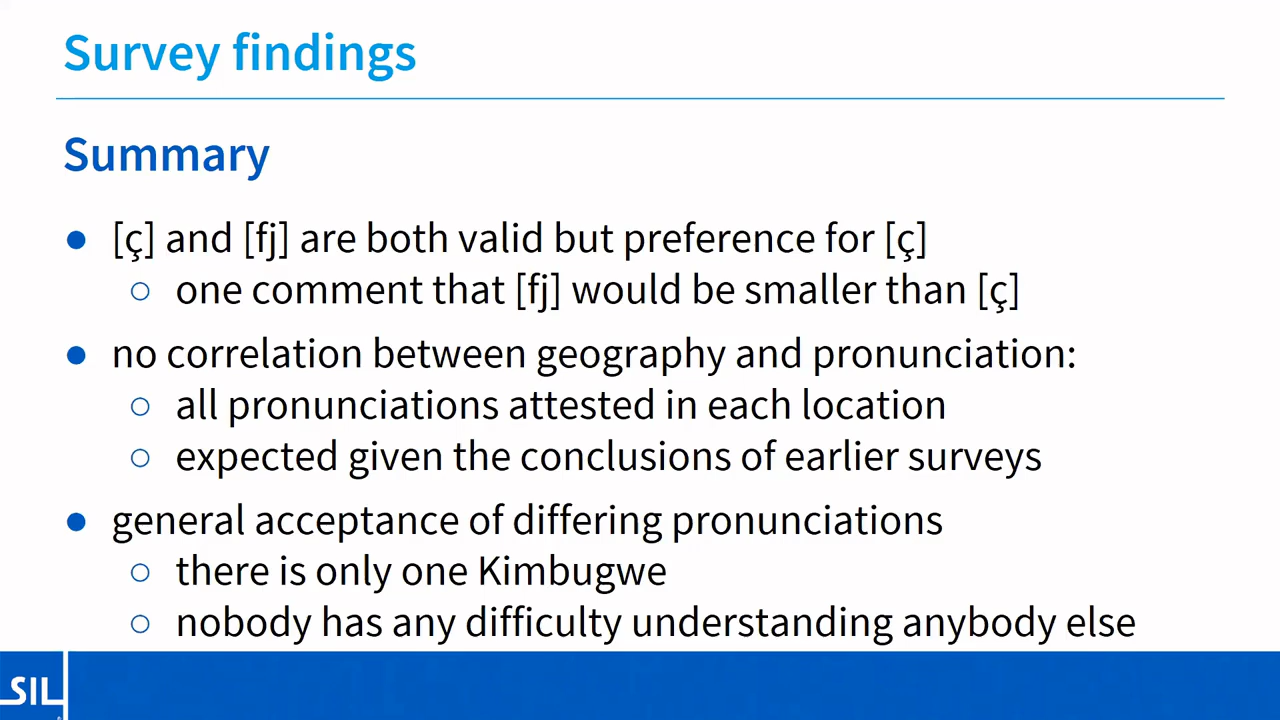 Survey findings
Summary
● [ç] and [fj] are both valid but preference for [ç]
○ one comment that [fj] would be smaller than [ç]
● no correlation between geography and pronunciation:
○ all pronunciations attested in each location
○ expected given the conclusions of earlier surveys
● general acceptance of differing pronunciations
○ there is only one Kimbugwe
○ nobody has any difficulty understanding anybody else
SIL